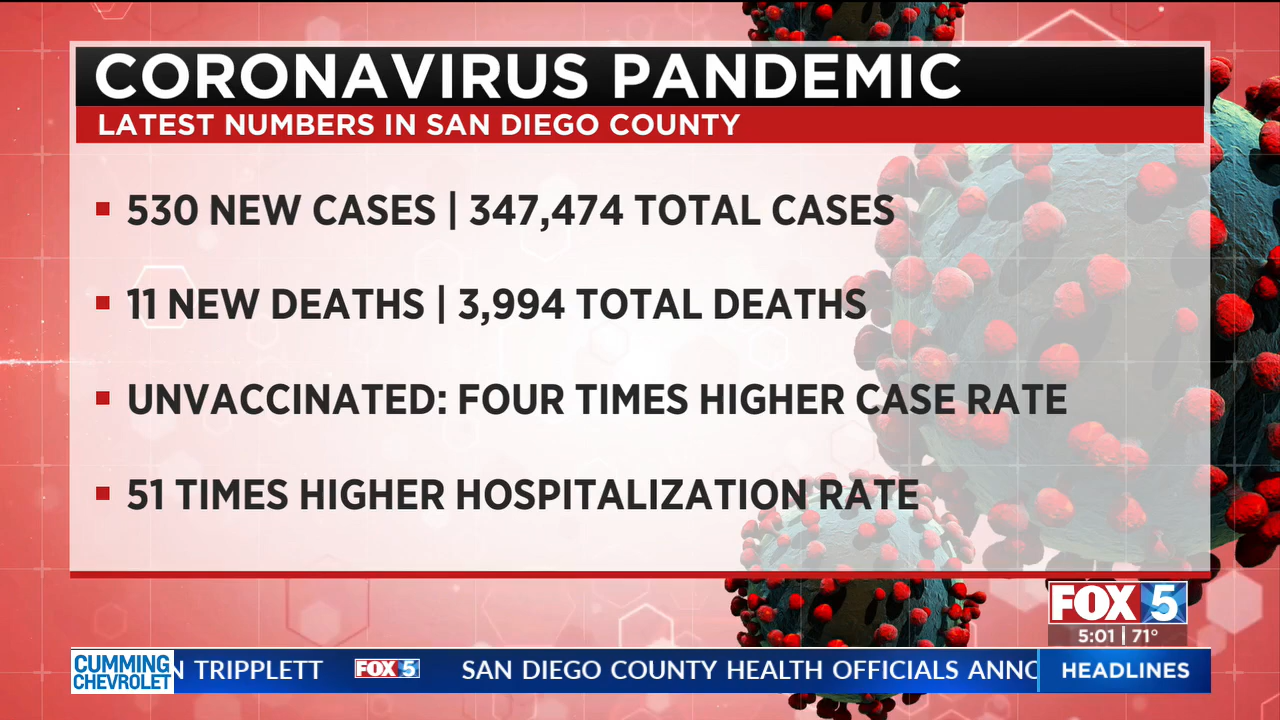 CORONAVIRUS PANDEMIC
LATEST NUMBERS IN SAN DIEGO COUNTY
530 NEW CASES | 347,474 TOTAL CASES
11 NEW DEATHS | 3,994 TOTAL DEATHS
UNVACCINATED: FOUR TIMES HIGHER CASE RATE
51 TIMES HIGHER HOSPITALIZATION RATE
FOX 5
5:01 | 71°
CUMMING
CHEVROLET
N TRIPPLETT FOX 5 SAN DIEGO COUNTY HEALTH OFFICIALS ANNO
HEADLINES